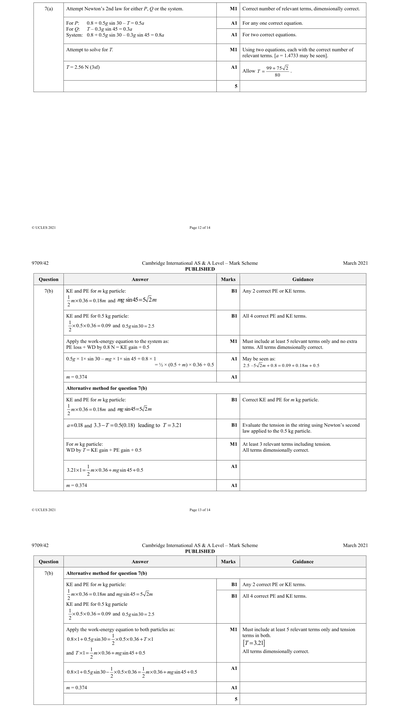 7(a) Attempt Newton's 2nd law for either P, Q or the system. M1 Correct number of relevant terms, dimensionally correct.
For P: 0.8 + 0.5g sin 30 – T = 0.5a A1 For any one correct equation.
For Q: T – 0.3g sin 45 = 0.3a A1 For two correct equations.
System: 0.8 + 0.5g sin 30 – 0.3g sin 45 = 0.8a
Attempt to solve for T. M1 Using two equations, each with the correct number of
relevant terms. [a = 1.4733 may be seen].
T = 2.56 N (3sf) A1 Allow T = (99 + 75√2)/80.
5
© UCLES 2021 Page 12 of 14
9709/42 Cambridge International AS & A Level – Mark Scheme March 2021
PUBLISHED
Question Answer Marks Guidance
7(b) KE and PE for m kg particle: B1 Any 2 correct PE or KE terms.
1/2 m×0.36 = 0.18m and mg sin45 = 5√2 m
KE and PE for 0.5 kg particle: B1 All 4 correct PE and KE terms.
1/2×0.5×0.36 = 0.09 and 0.5g sin30 = 2.5
Apply the work-energy equation to the system as: M1 Must include at least 5 relevant terms only and no extra
PE loss + WD by 0.8 N = KE gain + 0.5 terms. All terms dimensionally correct.
0.5g × 1× sin 30 – mg × 1× sin 45 + 0.8 × 1 A1 May be seen as:
= ½ × (0.5 + m) × 0.36 + 0.5 2.5 - 5√2m + 0.8 = 0.09 + 0.18m + 0.5
m = 0.374 A1
Alternative method for question 7(b)
KE and PE for m kg particle: B1 Correct KE and PE for m kg particle.
1/2 m×0.36 = 0.18m and mg sin45 = 5√2 m
a=0.18 and 3.3–T = 0.5(0.18) leading to T = 3.21 B1 Evaluate the tension in the string using Newton's second
law applied to the 0.5 kg particle.
For m kg particle: M1 At least 3 relevant terms including tension.
WD by T = KE gain + PE gain + 0.5 All terms dimensionally correct.
3.21×1 = 1/2 m×0.36 + mg sin45 + 0.5 A1
m = 0.374 A1
© UCLES 2021 Page 13 of 14
9709/42 Cambridge International AS & A Level – Mark Scheme March 2021
PUBLISHED
Question Answer Marks Guidance
7(b) Alternative method for question 7(b)
KE and PE for m kg particle: B1 Any 2 correct PE or KE terms.
1/2 m×0.36 = 0.18m and mg sin45 = 5√2 m B1 All 4 correct PE and KE terms.
KE and PE for 0.5 kg particle
1/2×0.5×0.36 = 0.09 and 0.5g sin30 = 2.5
Apply the work-energy equation to both particles as: M1 Must include at least 5 relevant terms only and tension
0.8×1+0.5g sin30 = 1/2×0.5×0.36 + T×1 terms in both.
[T = 3.21]
and T×1 = 1/2 m×0.36 + mg sin45 + 0.5 All terms dimensionally correct.
0.8×1+0.5g sin30 – 1/2×0.5×0.36 = 1/2 m×0.36 + mg sin45 + 0.5 A1
m = 0.374 A1
5